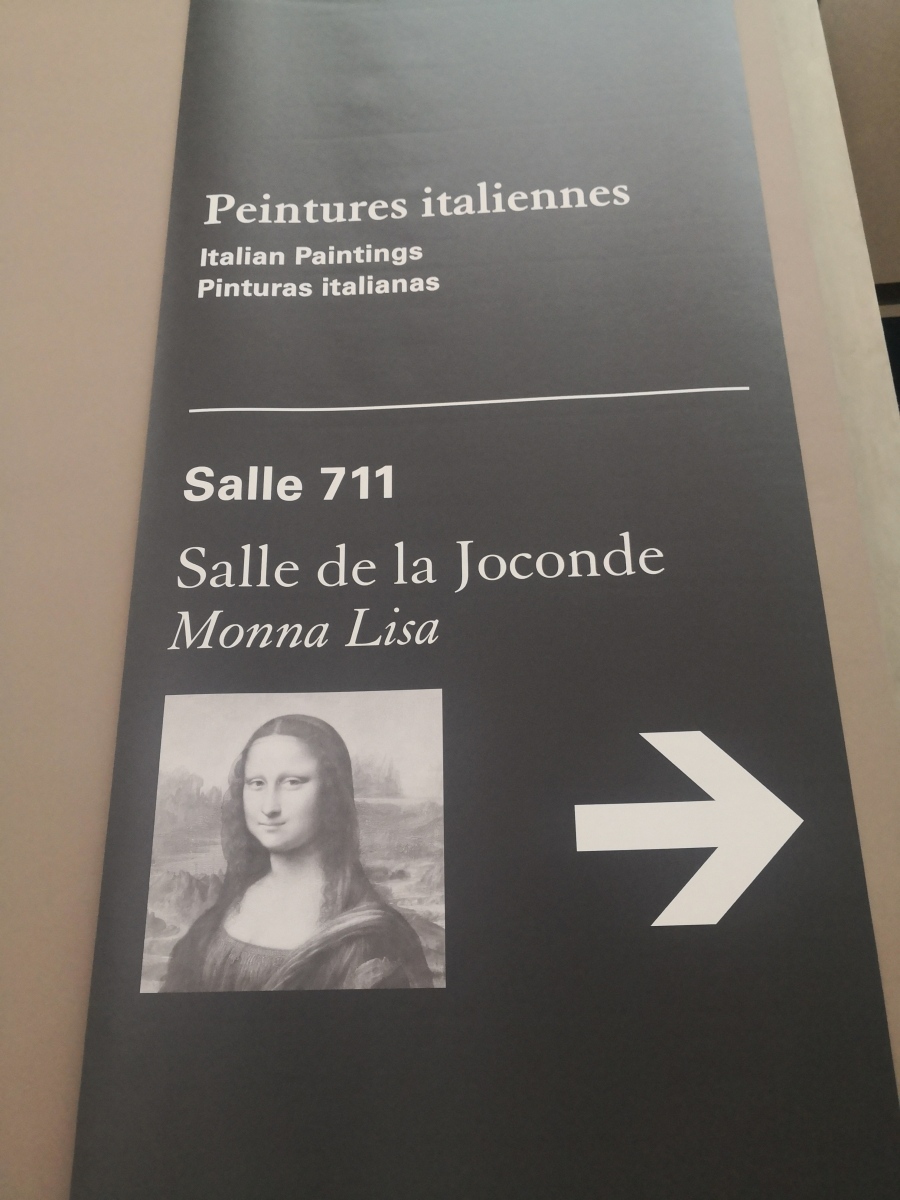 Peintures italiennes
Italian Paintings
Pinturas italianas
Salle 711
Salle de la Joconde
Monna Lisa